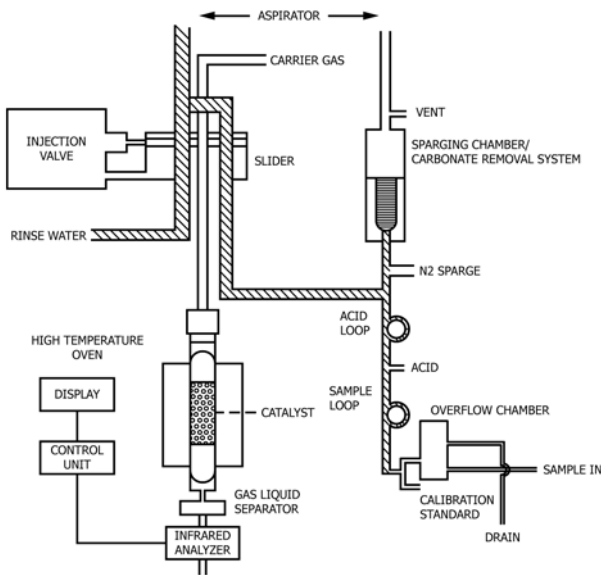 ASPIRATOR
CARRIER GAS
VENT
INJECTION
VALVE
SPARGING CHAMBER/
CARBONATE REMOVAL SYSTEM
SLIDER
RINSE WATER
N2 SPARGE
ACID
LOOP
HIGH TEMPERATURE
OVEN
ACID
DISPLAY
SAMPLE
LOOP
CATALYST
OVERFLOW CHAMBER
CONTROL
UNIT
SAMPLE IN
GAS LIQUID
SEPARATOR
CALIBRATION
STANDARD
INFRARED
ANALYZER
DRAIN